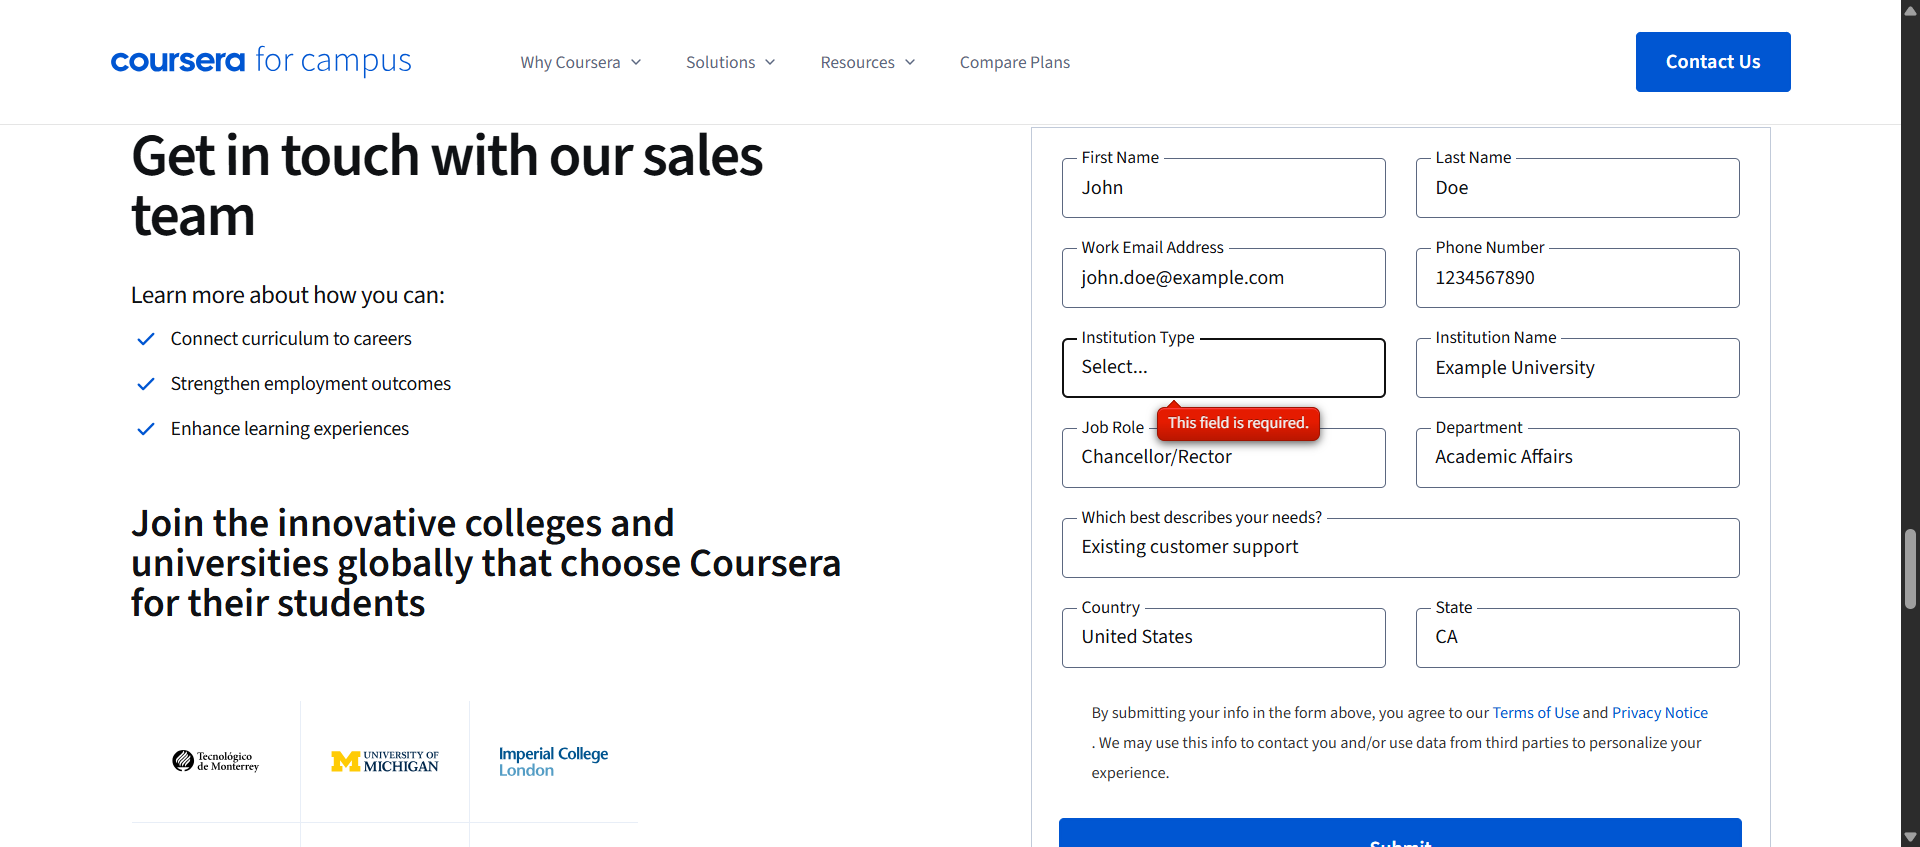 coursera for campus
Why Coursera
Solutions
Resources
Compare Plans
Contact Us
Get in touch with our sales
team
Learn more about how you can:
Connect curriculum to careers
Strengthen employment outcomes
Enhance learning experiences
Join the innovative colleges and
universities globally that choose Coursera
for their students
Tecnológico
de Monterrey
M UNIVERSITY OF
MICHIGAN
Imperial College
London
First Name
John
Last Name
Doe
Work Email Address
john.doe@example.com
Phone Number
1234567890
Institution Type
Select...
This field is required.
Institution Name
Example University
Job Role
Chancellor/Rector
Department
Academic Affairs
Which best describes your needs?
Existing customer support
Country
United States
State
CA
By submitting your info in the form above, you agree to our Terms of Use and Privacy Notice
. We may use this info to contact you and/or use data from third parties to personalize your
experience.
Submit